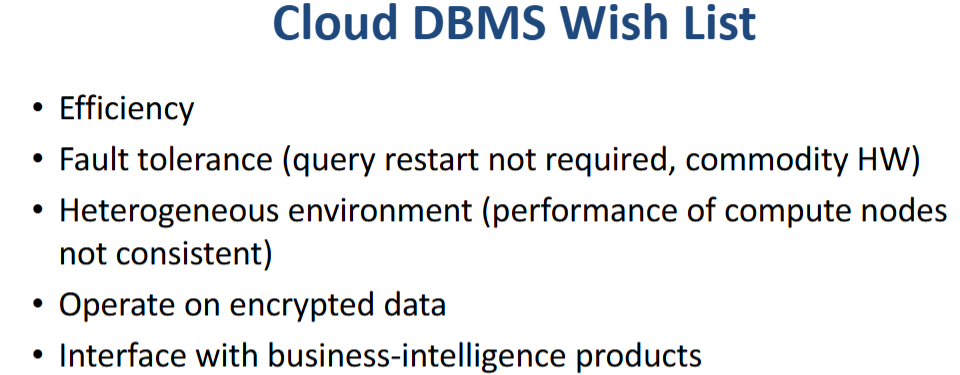 Cloud DBMS Wish List
• Efficiency
• Fault tolerance (query restart not required, commodity HW)
• Heterogeneous environment (performance of compute nodes
not consistent)
• Operate on encrypted data
• Interface with business-intelligence products